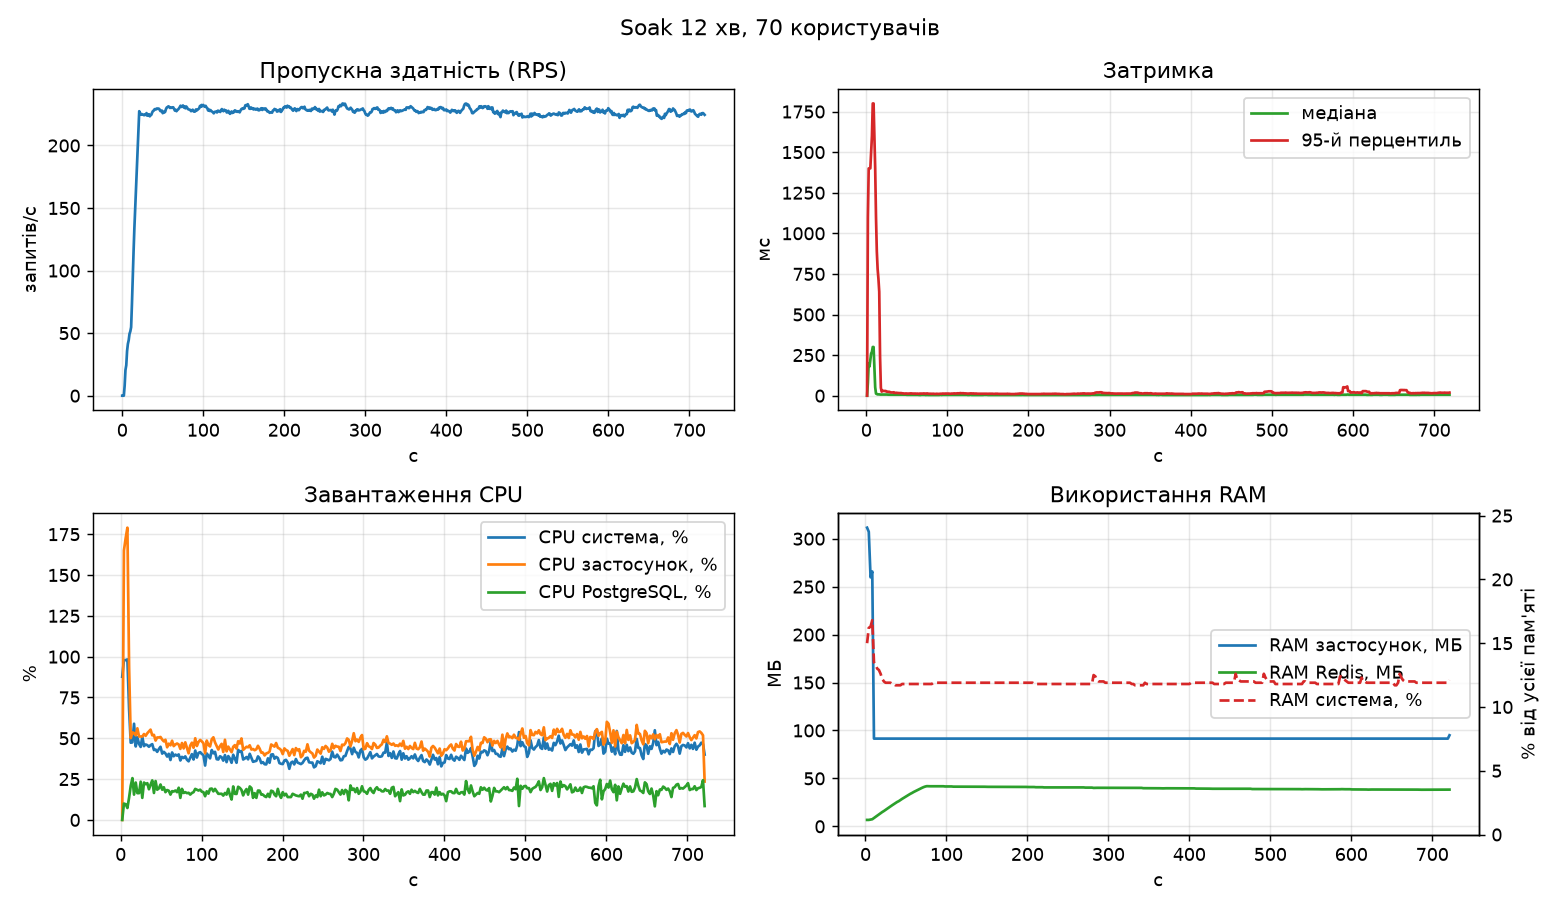 Soak 12 хв, 70 користувачів
Пропускна здатність (RPS)
запитів/с
200
150
100
50
0
0 100 200 300 400 500 600 700
с
Затримка
мс
1750
1500
1250
1000
750
500
250
0
медіана
95-й перцентиль
0 100 200 300 400 500 600 700
с
Завантаження CPU
%
175
150
125
100
75
50
25
0
CPU система, %
CPU застосунок, %
CPU PostgreSQL, %
0 100 200 300 400 500 600 700
с
Використання RAM
МБ
300
250
200
150
100
50
0
RAM застосунок, МБ
RAM Redis, МБ
RAM система, %
25
20
15
10
5
0
% від усієї пам'яті
0 100 200 300 400 500 600 700
с